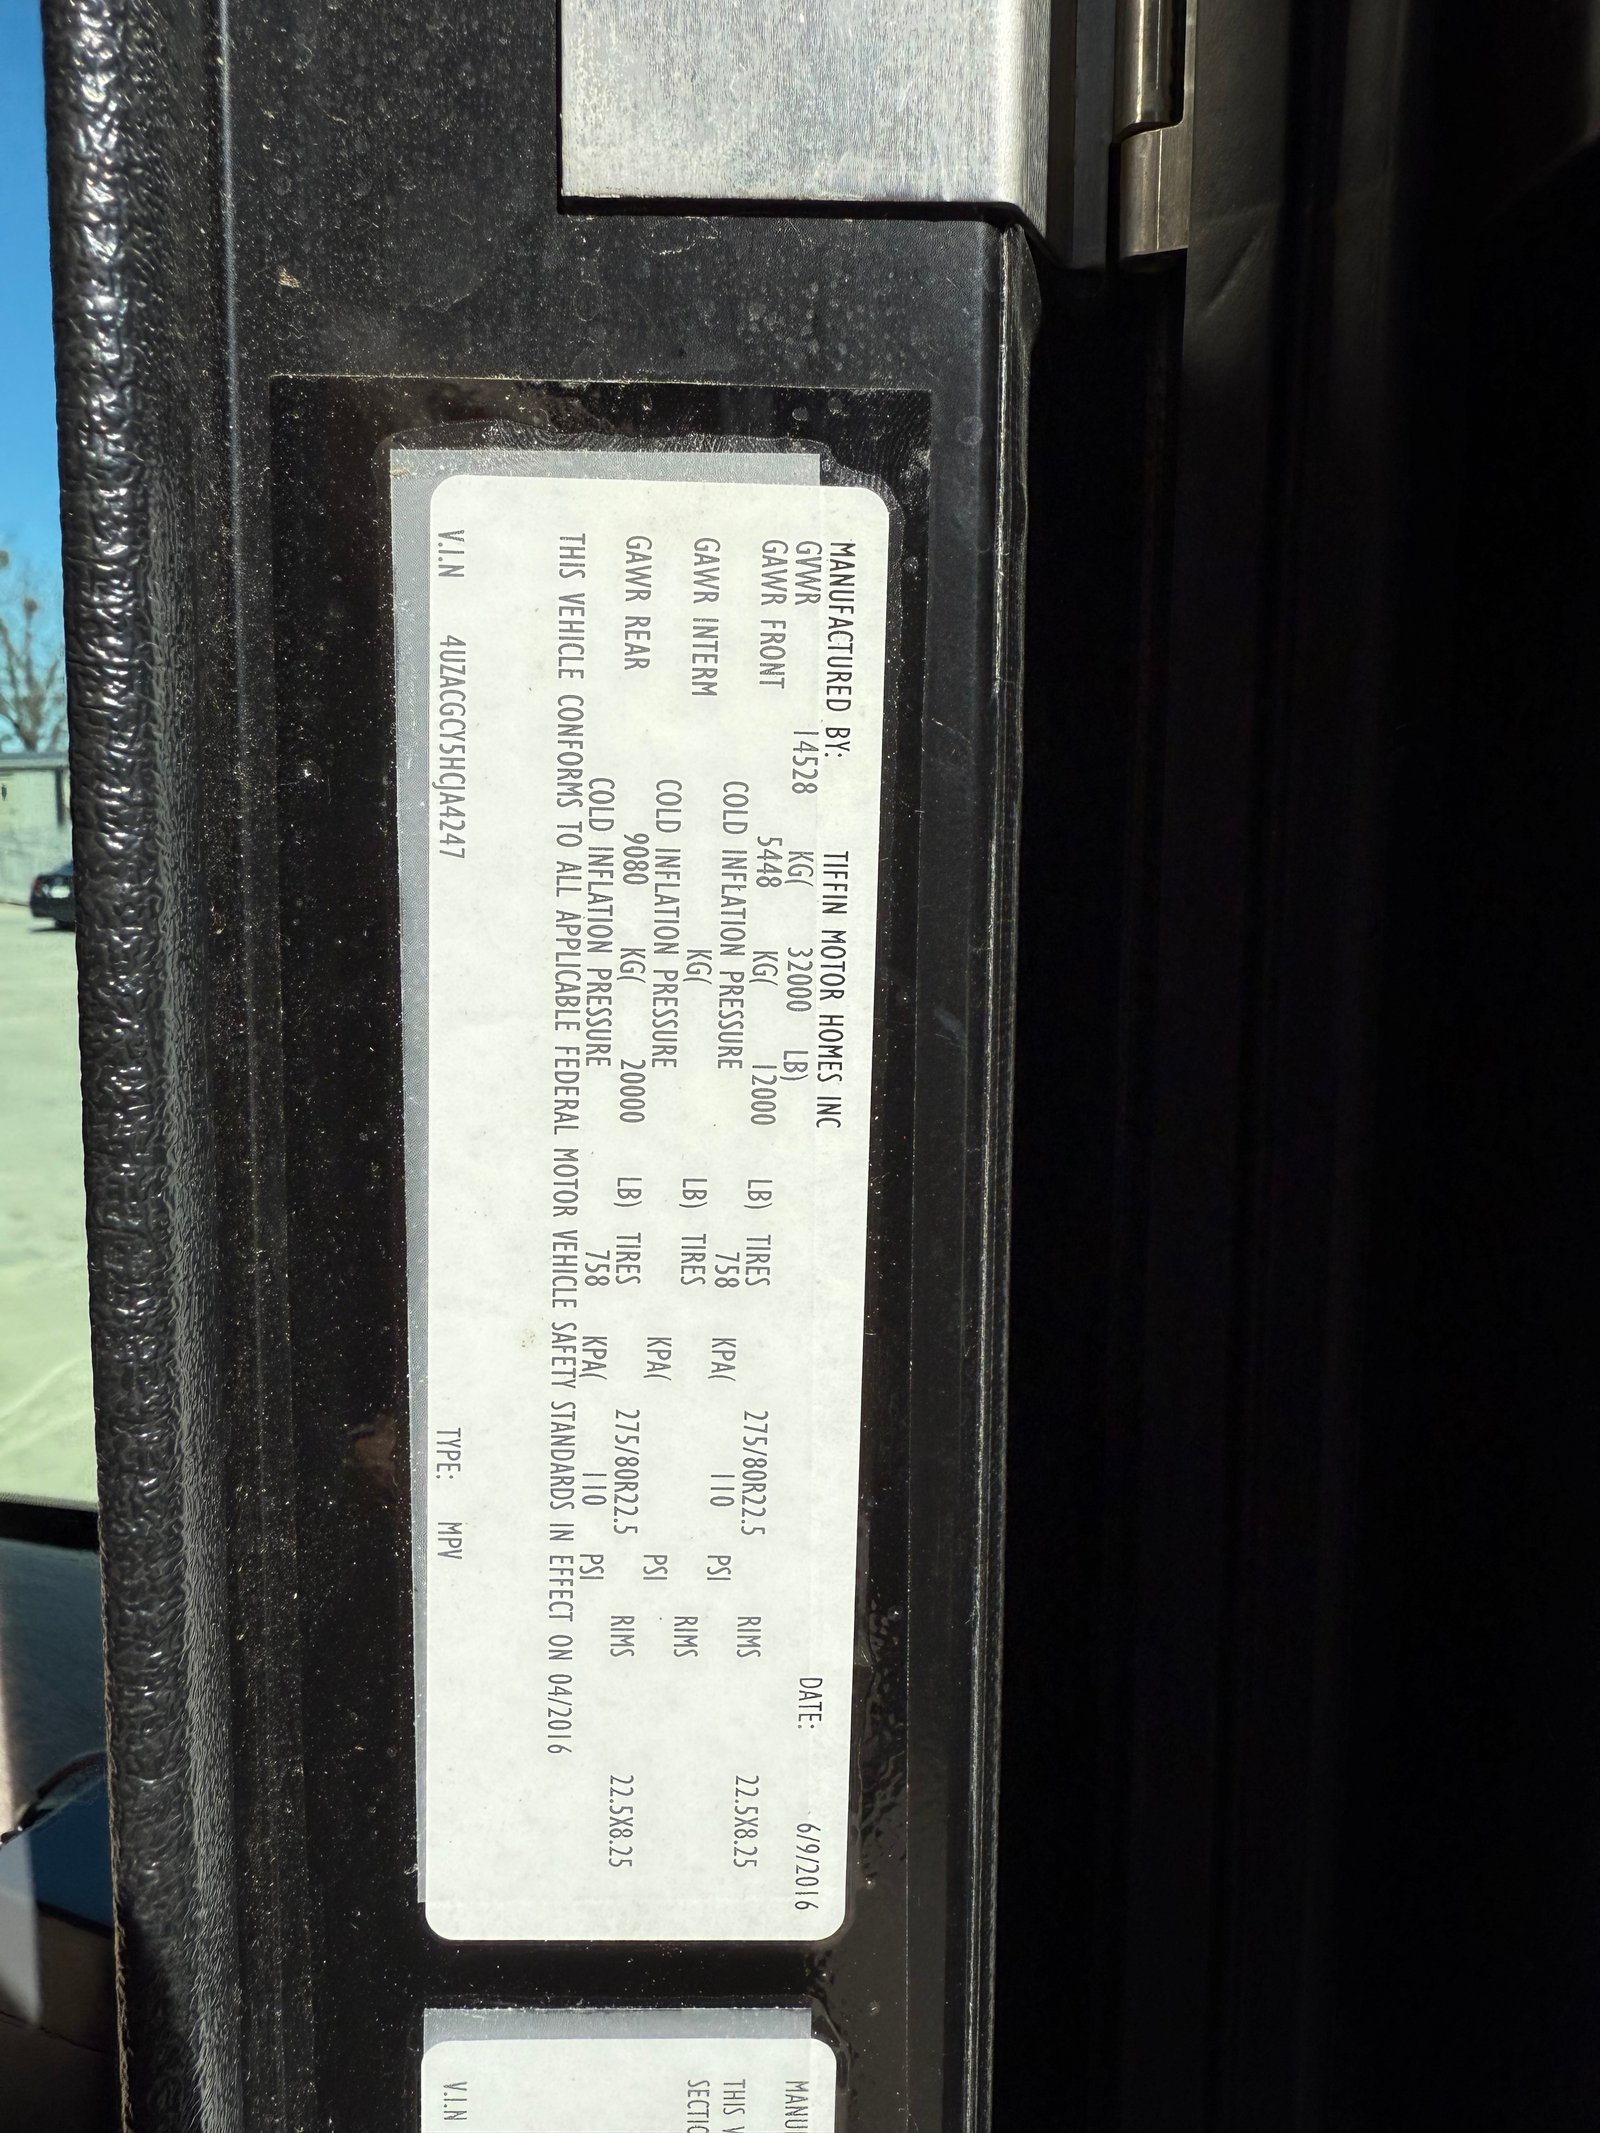 MANUFACTURED BY: TIFFIN MOTOR HOMES INC
GVWR 14528 KG( 32000 LB) DATE: 6/9/2016
GAWR FRONT 5448 KG( 12000 LB) TIRES 275/80R22.5 RIMS 22.5X8.25
COLD INFLATION PRESSURE 758 KPA( 110 PSI
GAWR INTERM KG( LB) TIRES RIMS
COLD INFLATION PRESSURE KPA( PSI
GAWR REAR 9080 KG( 20000 LB) TIRES 275/80R22.5 RIMS 22.5X8.25
COLD INFLATION PRESSURE 758 KPA( 110 PSI
THIS VEHICLE CONFORMS TO ALL APPLICABLE FEDERAL MOTOR VEHICLE SAFETY STANDARDS IN EFFECT ON 04/2016
V.I.N 4UZACGCY5HCJA4247 TYPE: MPV
MANU
THIS V
SECTIO
V.I.N